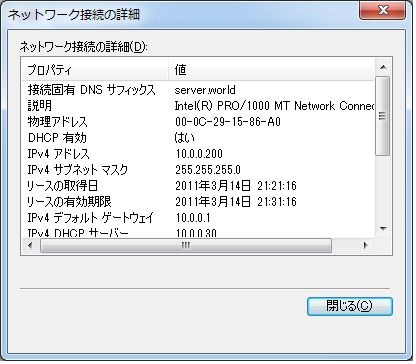 ネットワーク接続の詳細
ネットワーク接続の詳細(D):
プロパティ 値
接続固有 DNS サフィックス server.world
説明 Intel(R) PRO/1000 MT Network Connec
物理アドレス 00-0C-29-15-86-A0
DHCP 有効 はい
IPv4 アドレス 10.0.0.200
IPv4 サブネット マスク 255.255.255.0
リースの取得日 2011年3月14日 21:21:16
リースの有効期限 2011年3月14日 21:31:16
IPv4 デフォルト ゲートウェイ 10.0.0.1
IPv4 DHCP サーバー 10.0.0.30
閉じる(C)